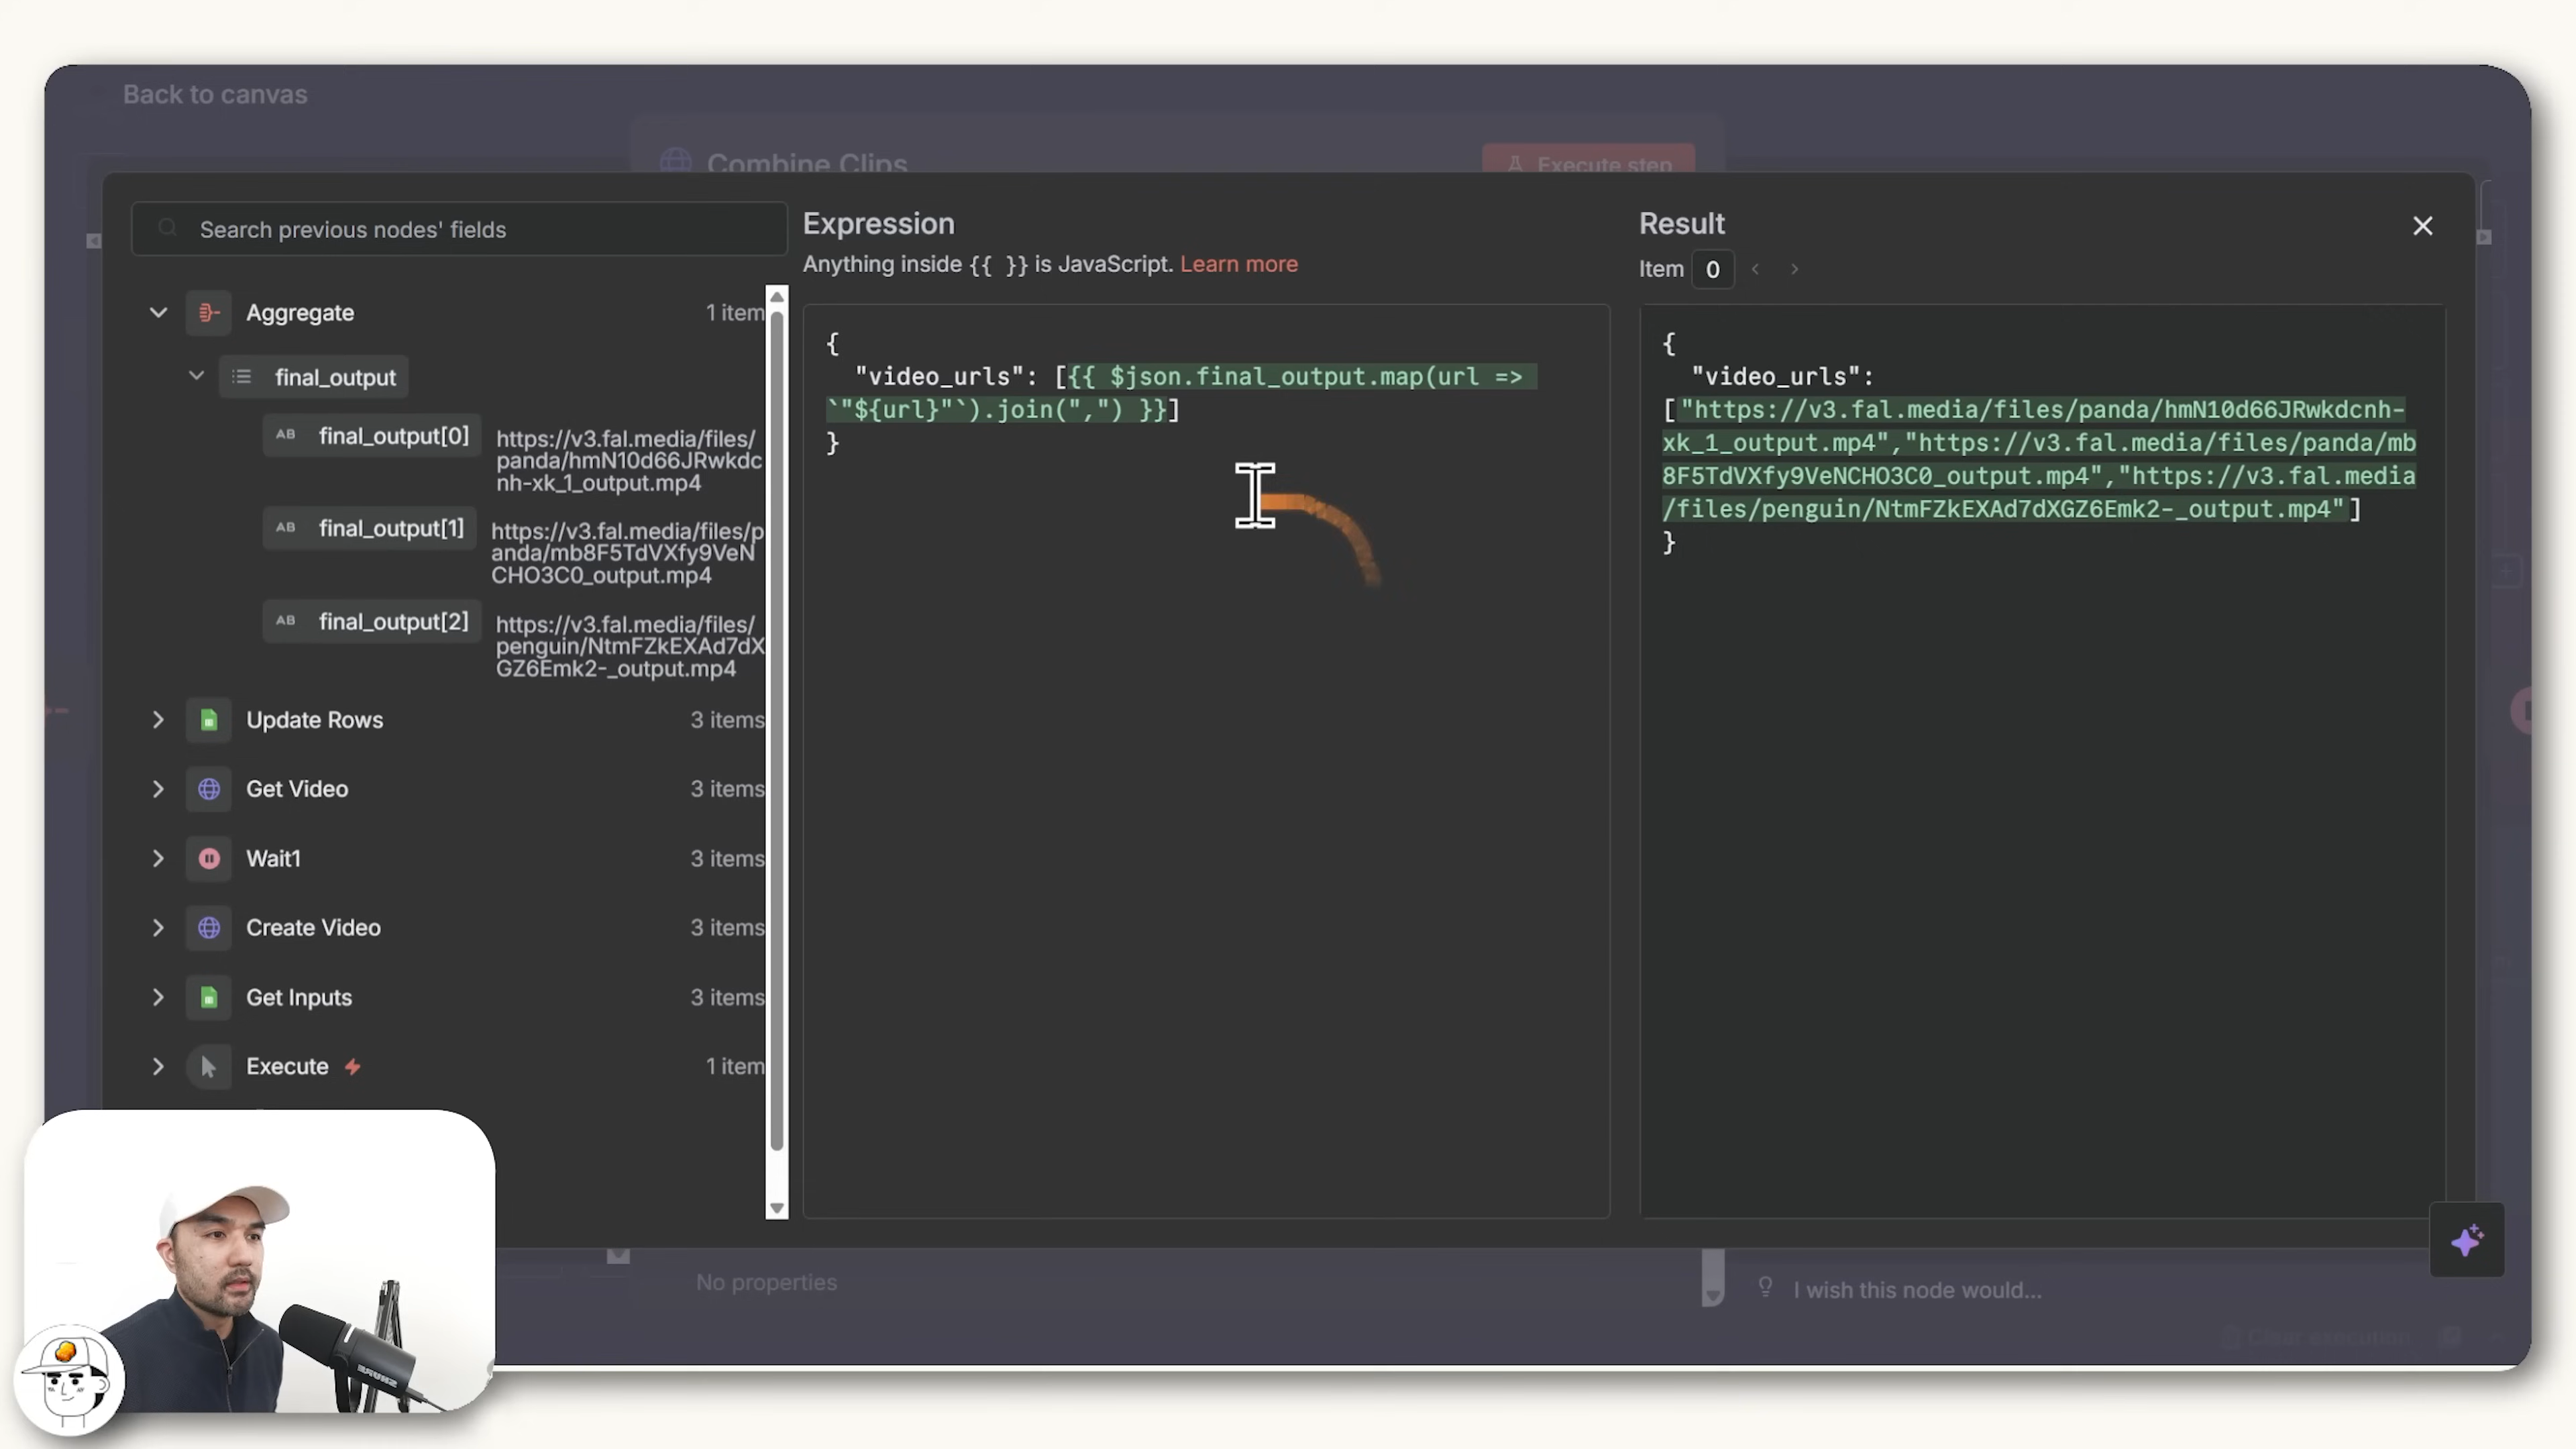 Back to canvas
Combine Clips
Execute step
Search previous nodes' fields
Aggregate
1 item
final_output
AB final_output[0]
https://v3.fal.media/files/
panda/hmN10d66JRwkdc
nh-xk_1_output.mp4
AB final_output[1]
https://v3.fal.media/files/p
anda/mb8F5TdVXfy9VeN
CHO3C0_output.mp4
AB final_output[2]
https://v3.fal.media/files/
penguin/NtmFZkEXAd7dX
GZ6Emk2-_output.mp4
Update Rows
3 items
Get Video
3 items
Wait1
3 items
Create Video
3 items
Get Inputs
3 items
Execute
1 item
Expression
Anything inside {{ }} is JavaScript. Learn more
{
"video_urls": [{{ $json.final_output.map(url =>
`"${url}"`).join(",") }}]
}
Result
Item 0
{
"video_urls":
["https://v3.fal.media/files/panda/hmN10d66JRwkdcnh-
xk_1_output.mp4","https://v3.fal.media/files/panda/mb
8F5TdVXfy9VeNCHO3C0_output.mp4","https://v3.fal.media
/files/penguin/NtmFZkEXAd7dXGZ6Emk2-_output.mp4"]
}
No properties
I wish this node would...
SHURE